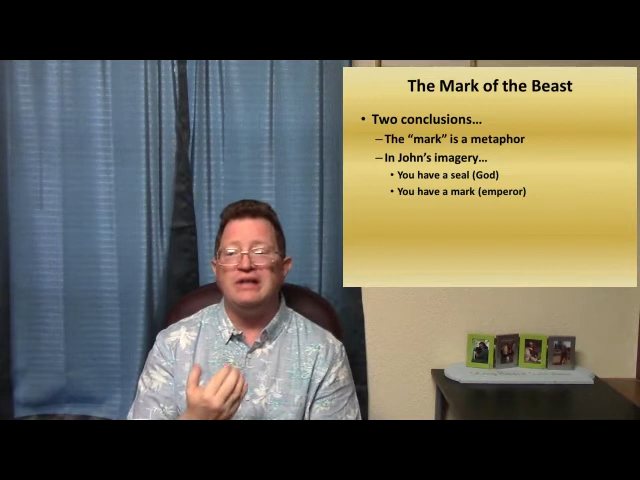 The Mark of the Beast
• Two conclusions…
–The “mark” is a metaphor
–In John’s imagery…
• You have a seal (God)
• You have a mark (emperor)